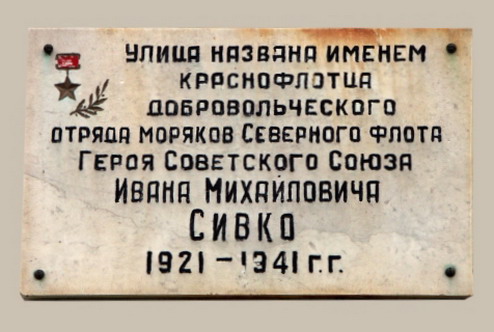 Улица названа именем
краснофлотца
добровольческого
отряда моряков Северного флота
Героя Советского Союза
Ивана Михайловича
Сивко
1921 – 1941 г.г.